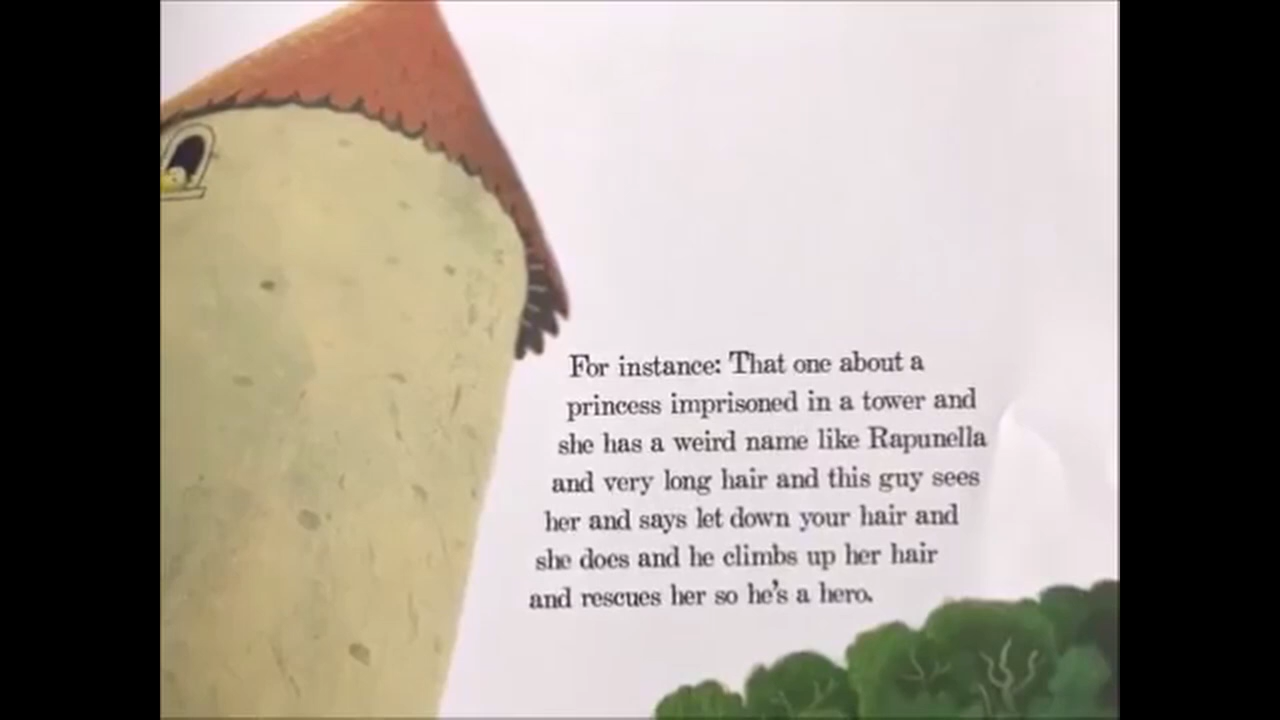 For instance: That one about a
princess imprisoned in a tower and
she has a weird name like Rapunella
and very long hair and this guy sees
her and says let down your hair and
she does and he climbs up her hair
and rescues her so he's a hero.